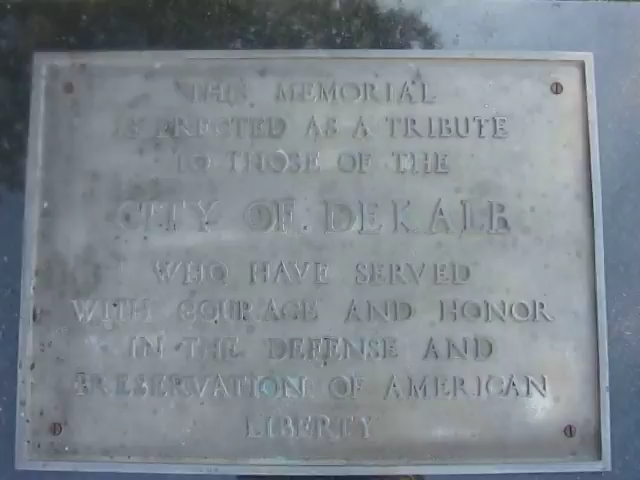 THIS MEMORIAL
IS ERECTED AS A TRIBUTE
TO THOSE OF THE
CITY OF DEKALB
WHO HAVE SERVED
WITH COURAGE AND HONOR
IN THE DEFENSE AND
PRESERVATION OF AMERICAN
LIBERTY